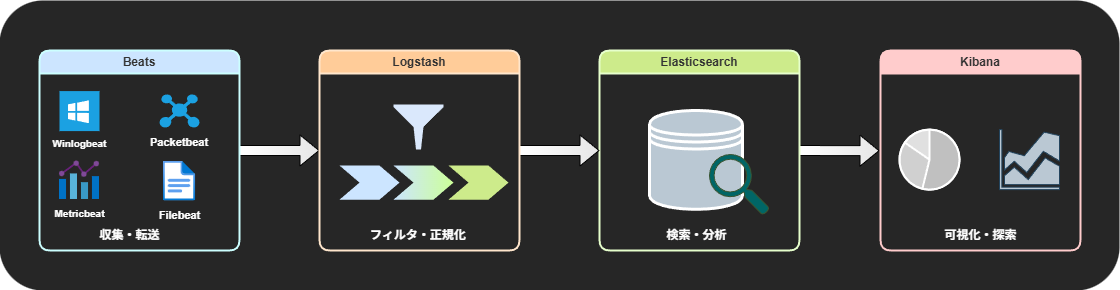 Beats
Winlogbeat
Packetbeat
Metricbeat
Filebeat
収集・転送
Logstash
フィルタ・正規化
Elasticsearch
検索・分析
Kibana
可視化・探索